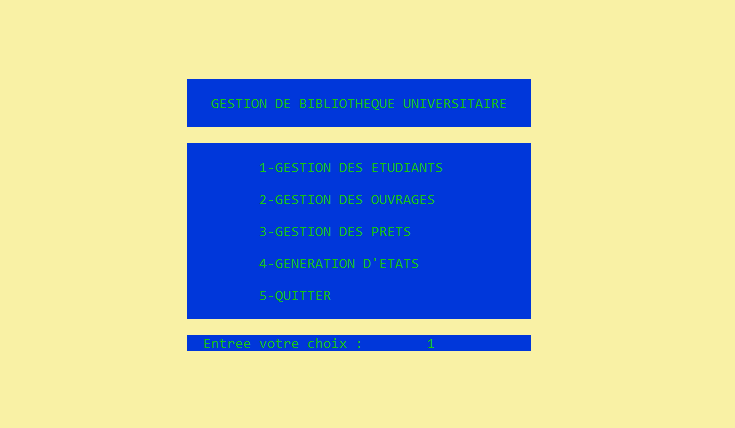 GESTION DE BIBLIOTHEQUE UNIVERSITAIRE
1-GESTION DES ETUDIANTS
2-GESTION DES OUVRAGES
3-GESTION DES PRETS
4-GENERATION D'ETATS
5-QUITTER
Entree votre choix : 1